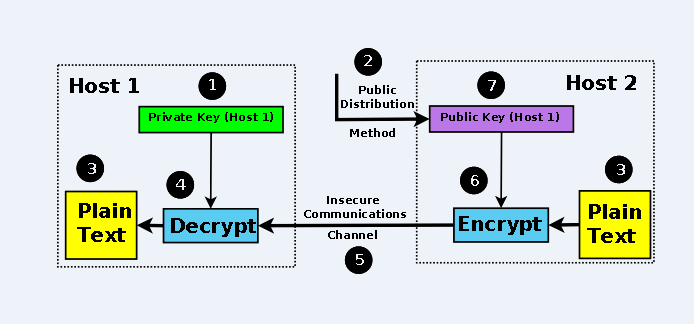 Host 1
1
Private Key (Host 1)
3
4
Plain
Text
Decrypt
2
Public
Distribution
Method
Insecure
Communications
Channel
5
Host 2
7
Public Key (Host 1)
6
3
Encrypt
Plain
Text